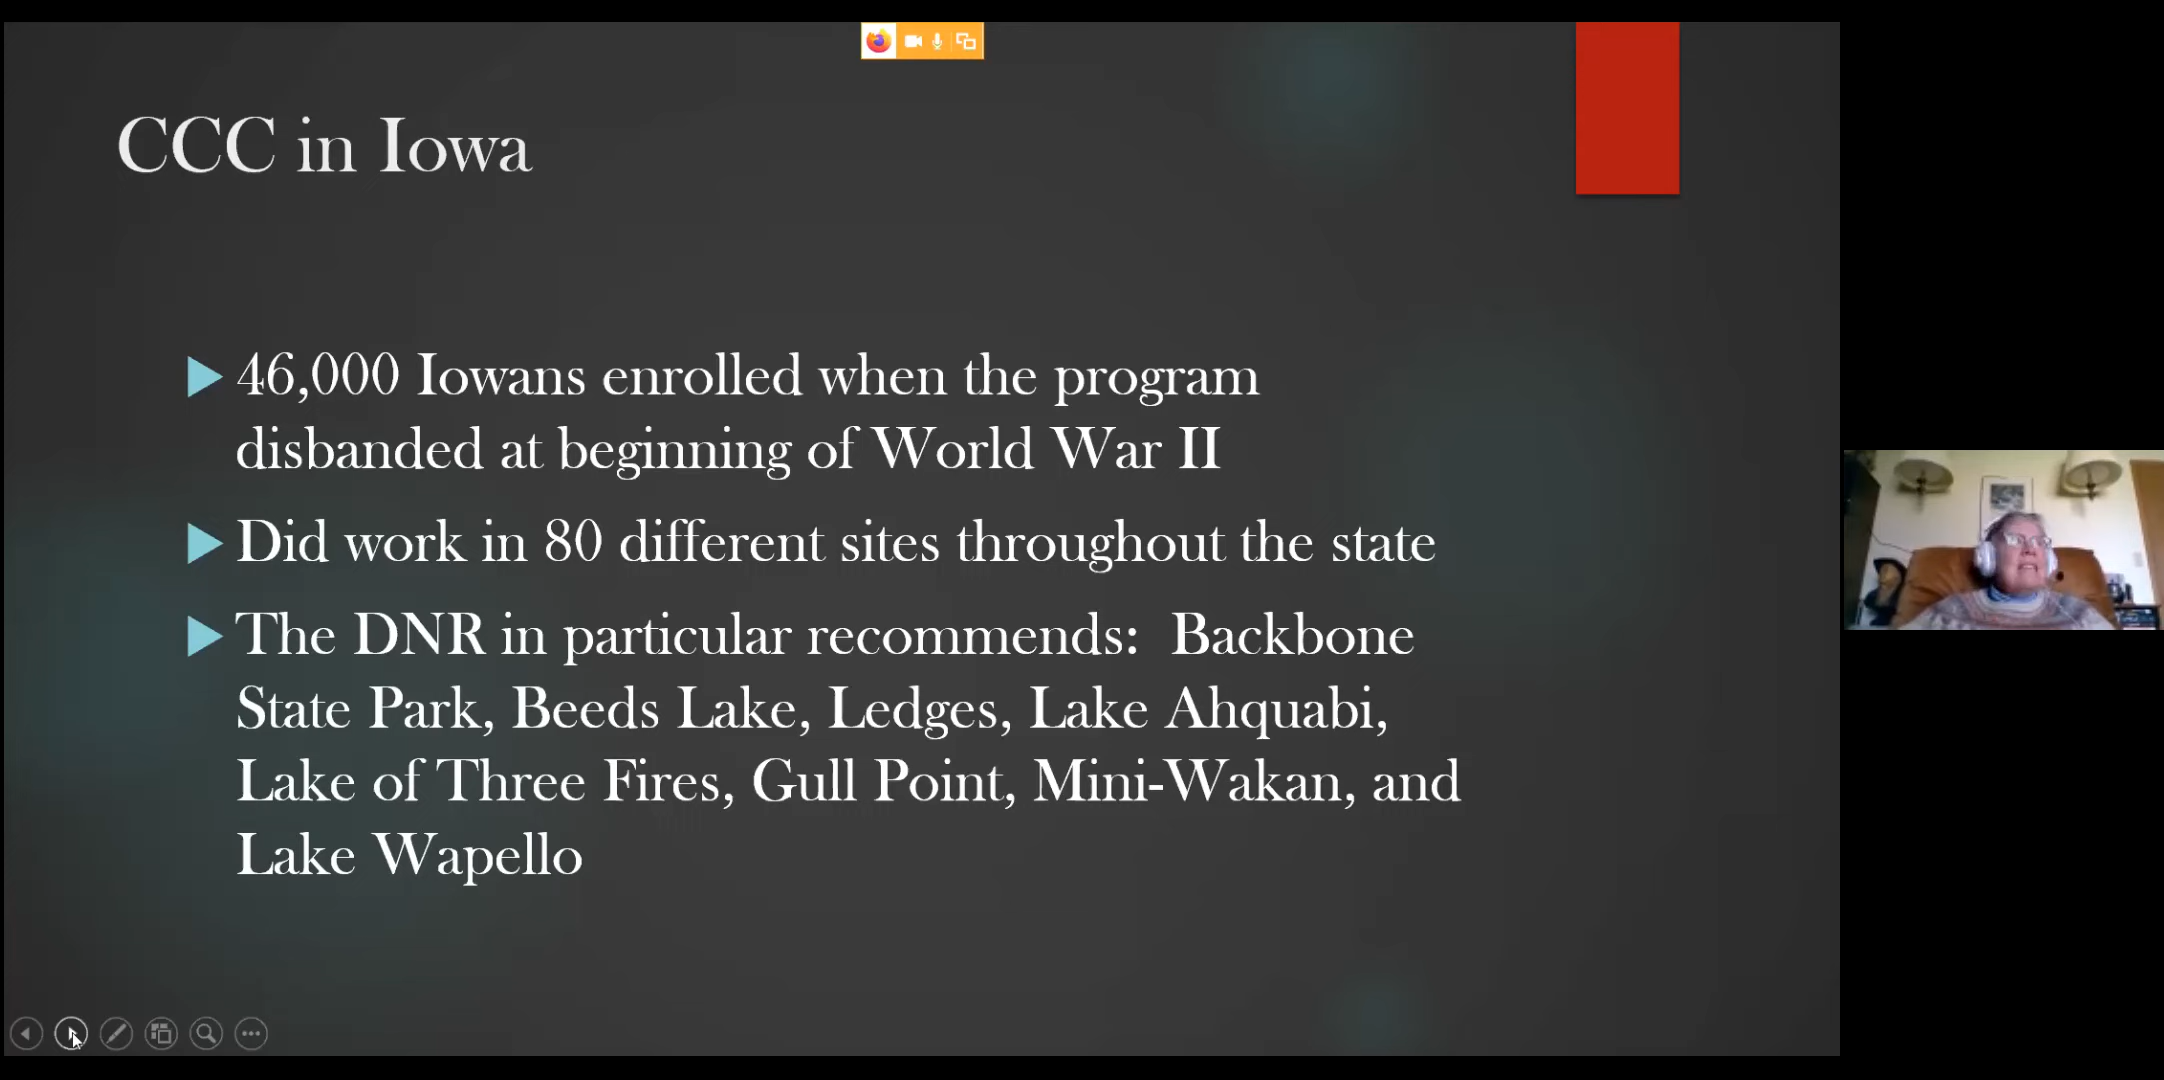 CCC in Iowa
46,000 Iowans enrolled when the program
disbanded at beginning of World War II
Did work in 80 different sites throughout the state
The DNR in particular recommends:  Backbone
State Park, Beeds Lake, Ledges, Lake Ahquabi,
Lake of Three Fires, Gull Point, Mini-Wakan, and
Lake Wapello